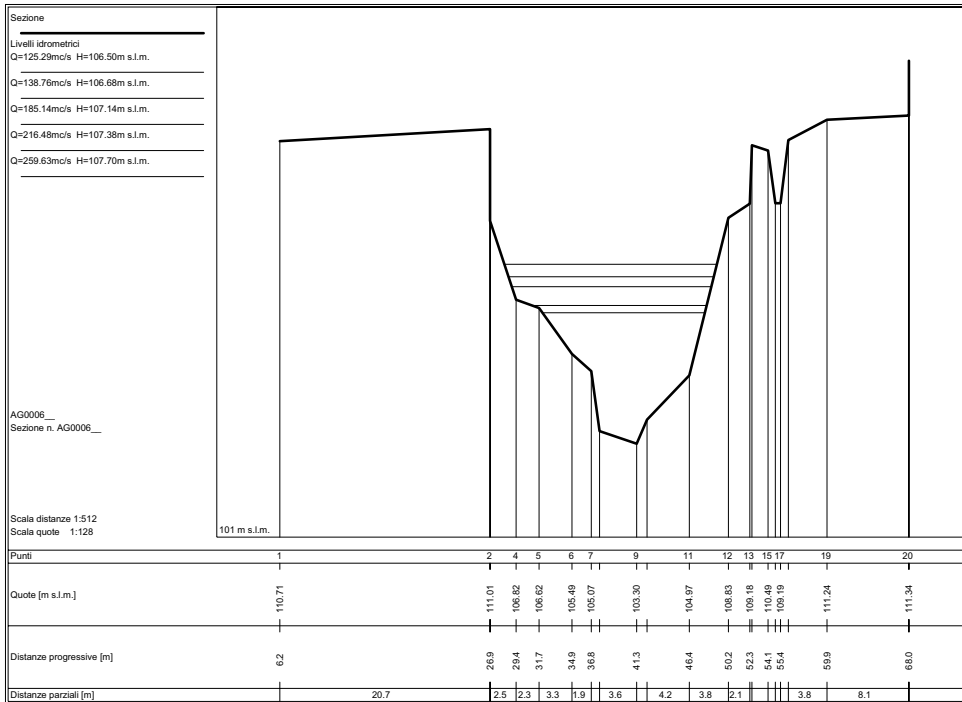 Sezione
Livelli idrometrici
Q=125.29mc/s H=106.50m s.l.m.
Q=138.76mc/s H=106.68m s.l.m.
Q=185.14mc/s H=107.14m s.l.m.
Q=216.48mc/s H=107.38m s.l.m.
Q=259.63mc/s H=107.70m s.l.m.
AG0006__
Sezione n. AG0006__
Scala distanze 1:512
Scala quote 1:128
101 m s.l.m.
Punti 1 2 4 5 6 7 9 11 12 13 15 17 19 20
Quote [m s.l.m.] 110.71 111.01 106.82 106.62 105.49 105.07 103.30 104.97 108.83 109.18 110.49 109.19 111.24 111.34
Distanze progressive [m] 6.2 26.9 29.4 31.7 34.9 36.8 41.3 46.4 50.2 52.3 54.1 55.4 59.9 68.0
Distanze parziali [m] 20.7 2.5 2.3 3.3 1.9 3.6 4.2 3.8 2.1 3.8 8.1